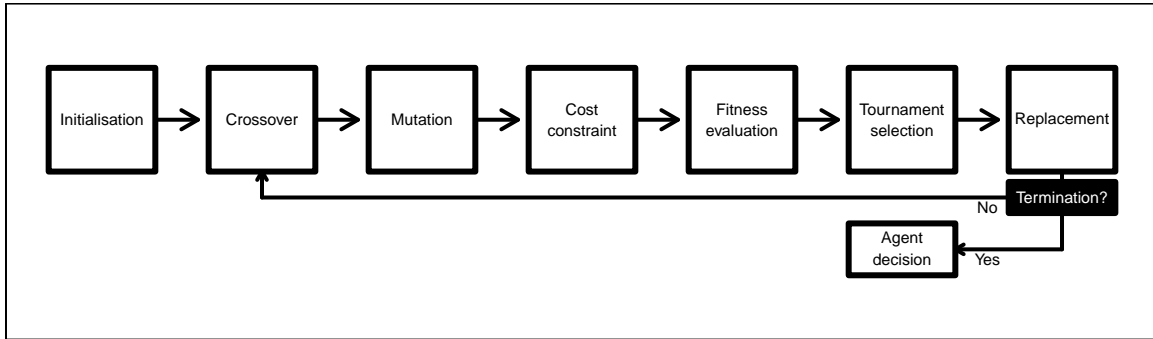 Initialisation
Crossover
Mutation
Cost
constraint
Fitness
evaluation
Tournament
selection
Replacement
Termination?
No
Agent
decision
Yes